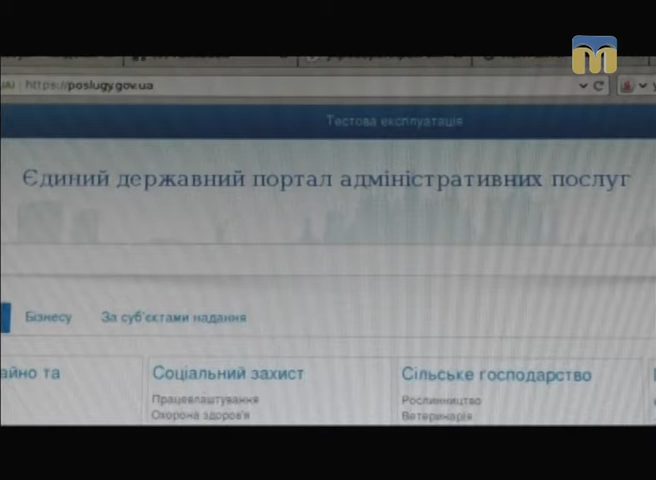 https://poslugy.gov.ua
Тестова експлуатація
Єдиний державний портал адміністративних послуг
Бізнесу
За суб'єктами надання
айно та
Соціальний захист
Сільське господарство
Працевлаштування
Рослинництво
Охорона здоров'я
Ветеринарія